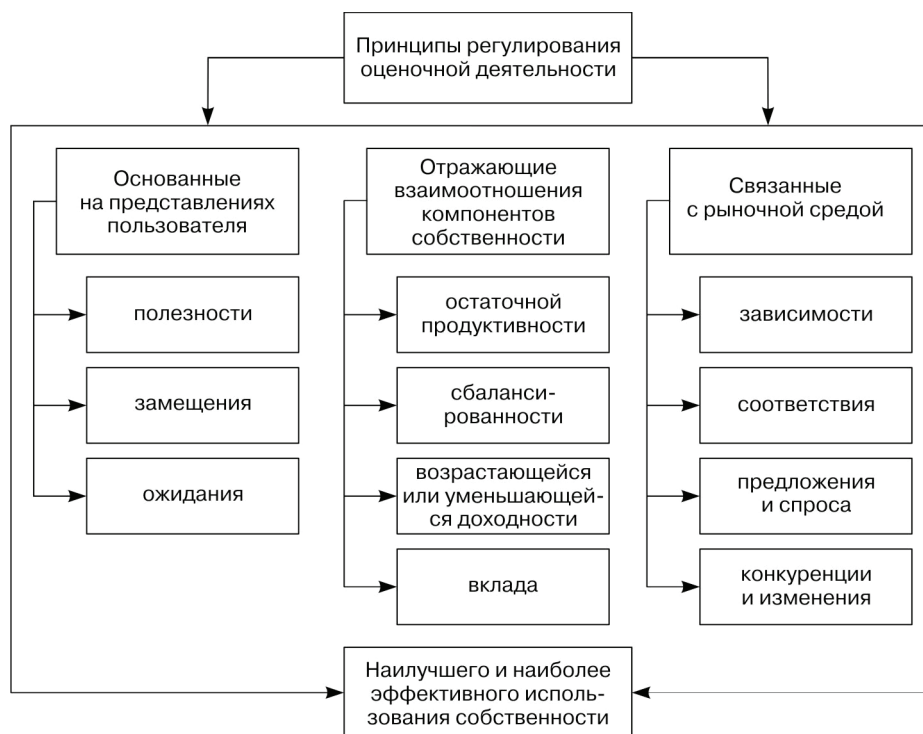 Принципы регулирования
оценочной деятельности
Основанные
на представлениях
пользователя
полезности
замещения
ожидания
Отражающие
взаимоотношения
компонентов
собственности
остаточной
продуктивности
сбаланси-
рованности
возрастающейся
или уменьшающей-
ся доходности
вклада
Связанные
с рыночной средой
зависимости
соответствия
предложения
и спроса
конкуренции
и изменения
Наилучшего и наиболее
эффективного исполь-
зования собственности